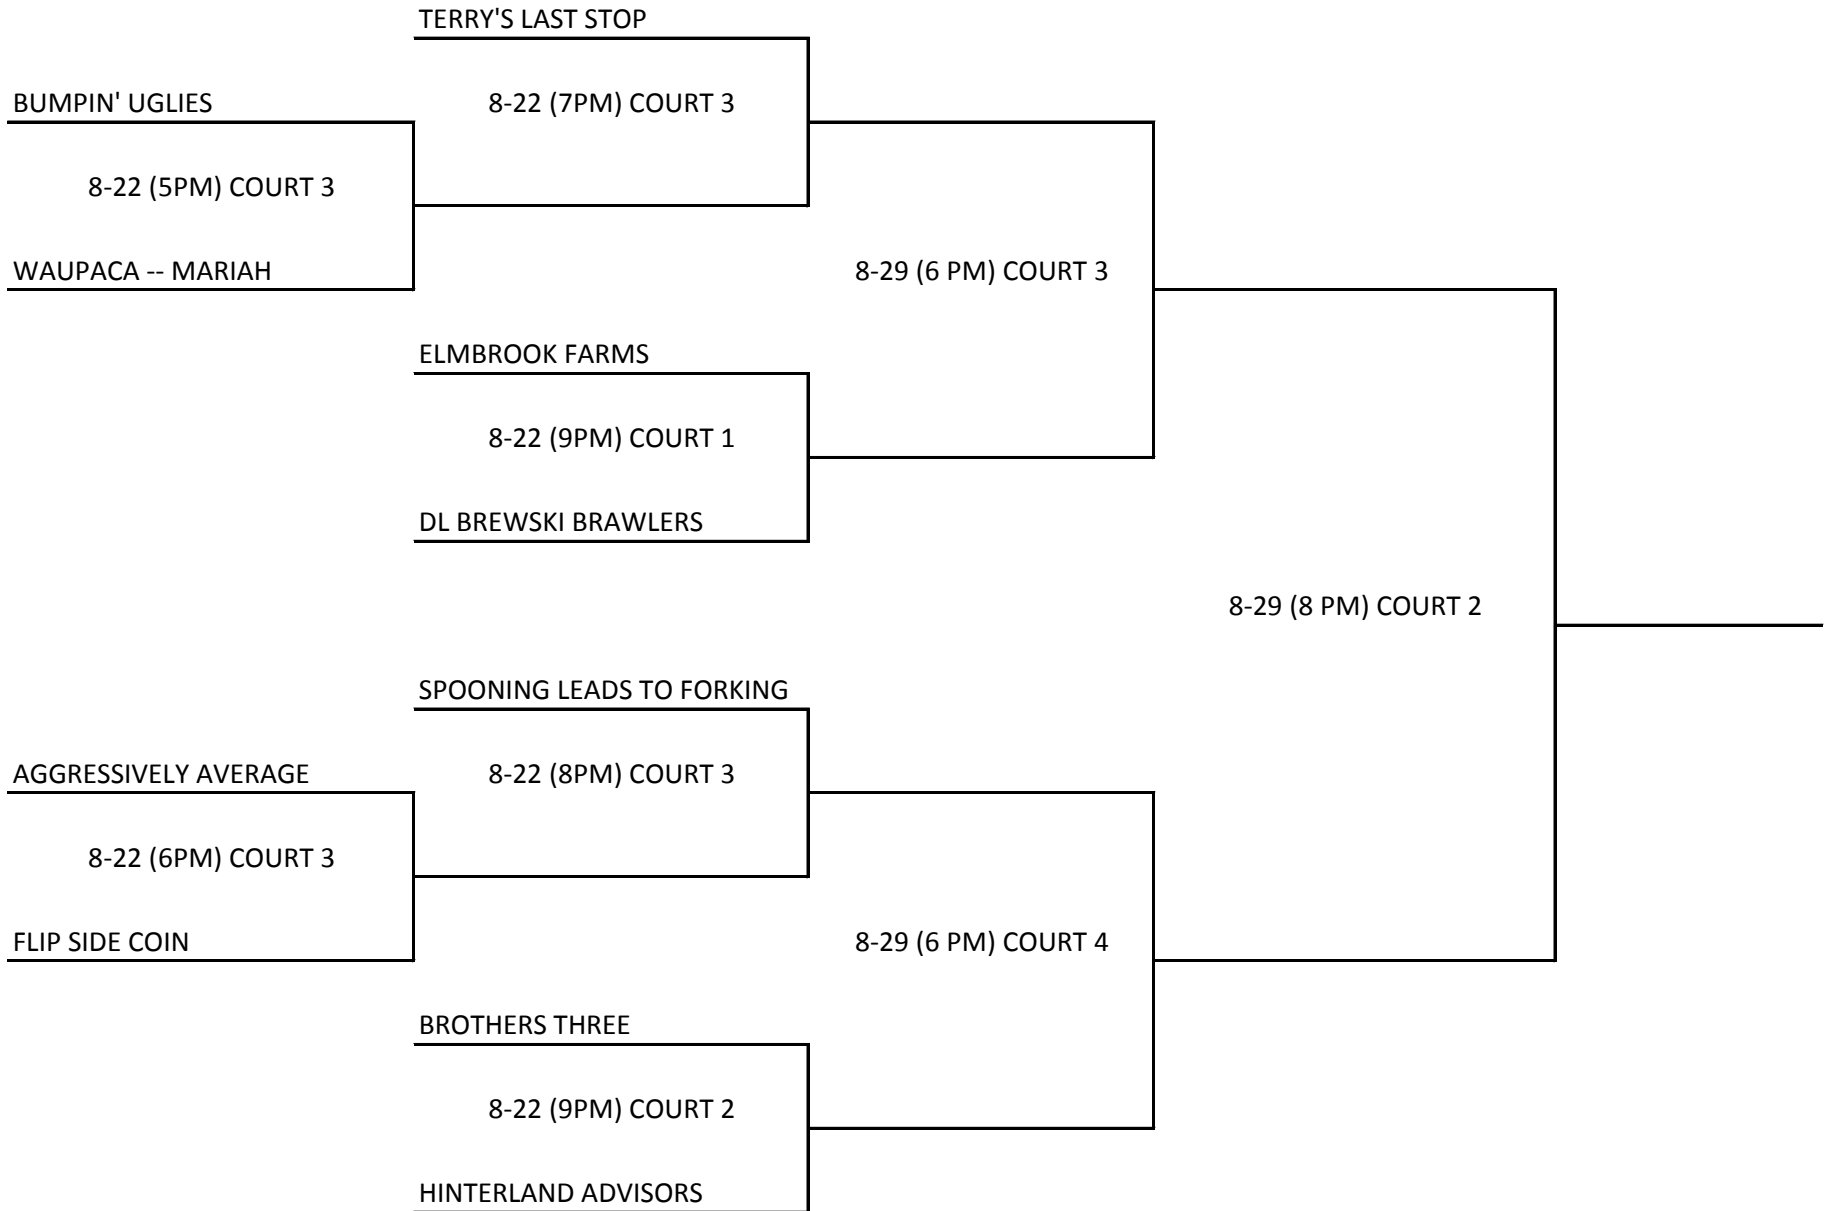 TERRY'S LAST STOP
BUMPIN' UGLIES
8-22 (7PM) COURT 3
8-22 (5PM) COURT 3
WAUPACA -- MARIAH
8-29 (6 PM) COURT 3
ELMBROOK FARMS
8-22 (9PM) COURT 1
DL BREWSKI BRAWLERS
8-29 (8 PM) COURT 2
SPOONING LEADS TO FORKING
AGGRESSIVELY AVERAGE
8-22 (8PM) COURT 3
8-22 (6PM) COURT 3
FLIP SIDE COIN
8-29 (6 PM) COURT 4
BROTHERS THREE
8-22 (9PM) COURT 2
HINTERLAND ADVISORS